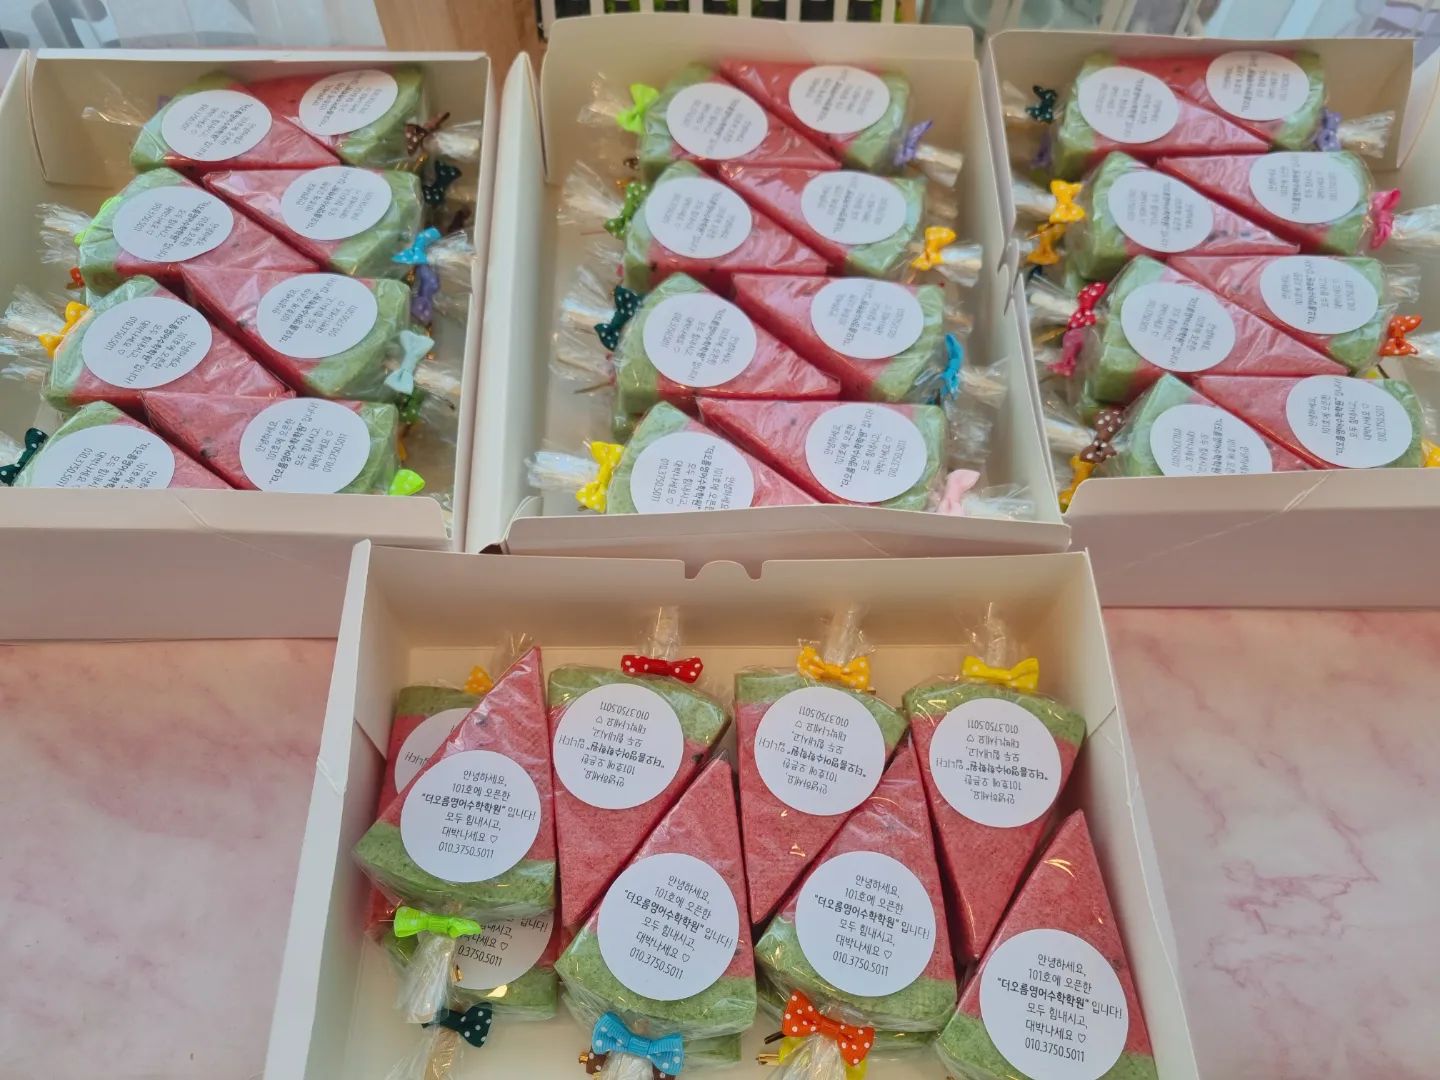 안녕하세요,
101호에 오픈한
"더오름영어수학학원" 입니다!
모두 힘내시고,
대박나세요 ♡
010.3750.5011